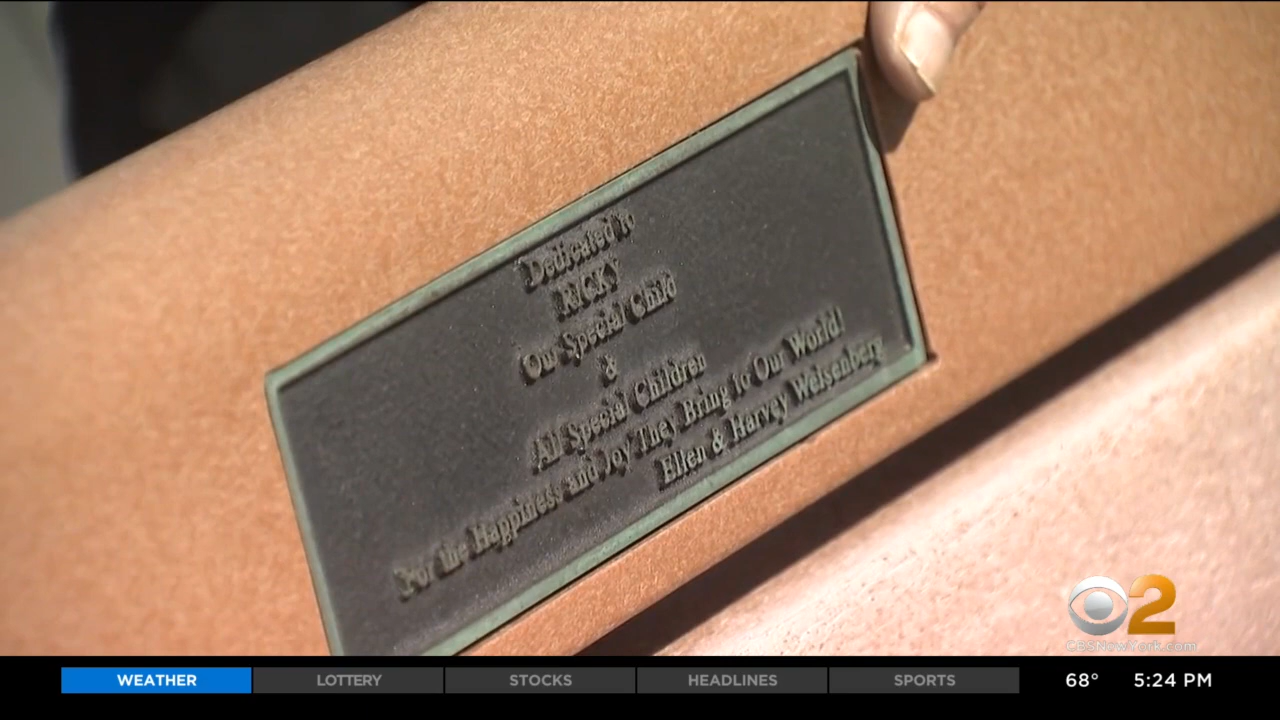 Dedicated to
RICKY
Our Special Child
&
All Special Children
For the Happiness and Joy They Bring to Our World!
Ellen & Harvey Weisenberg
2
CBSNewYork.com
WEATHER LOTTERY STOCKS HEADLINES SPORTS 68° 5:24 PM